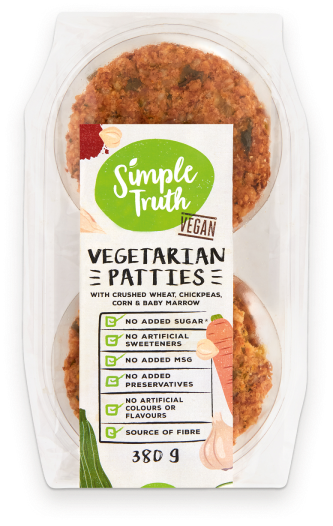 Simple
Truth
VEGAN
VEGETARIAN
PATTIES
WITH CRUSHED WHEAT, CHICKPEAS,
CORN & BABY MARROW
NO ADDED SUGAR*
NO ARTIFICIAL
SWEETENERS
NO ADDED MSG
NO ADDED
PRESERVATIVES
NO ARTIFICIAL
COLOURS OR
FLAVOURS
SOURCE OF FIBRE
380 g